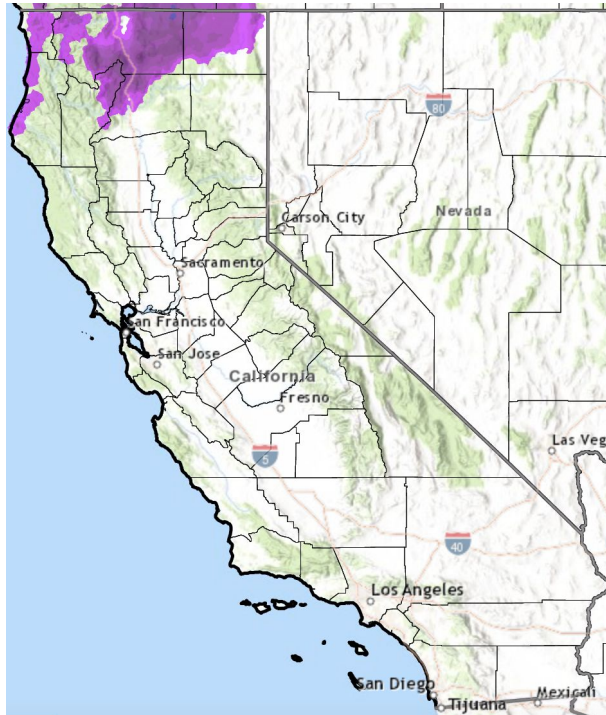 80
Carson City
Nevada
Sacramento
San Francisco
San Jose
California
Fresno
Las Veg
5
40
Los Angeles
San Diego
Tijuana
Mexicali